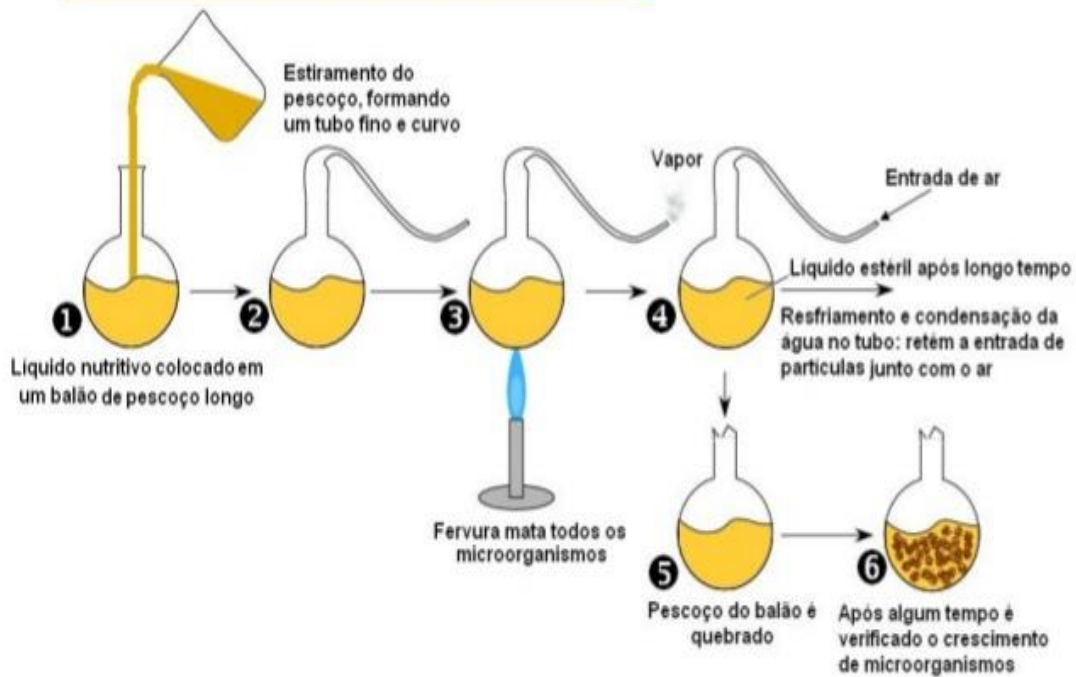 Estiramento do
pescoço, formando
um tubo fino e curvo
Vapor
Entrada de ar
Líquido estéril após longo tempo
Resfriamento e condensação da
água no tubo: retém a entrada de
partículas junto com o ar
1
2
3
4
Líquido nutritivo colocado em
um balão de pescoço longo
Fervura mata todos os
microorganismos
5
6
Pescoço do balão é
quebrado
Após algum tempo é
verificado o crescimento
de microorganismos